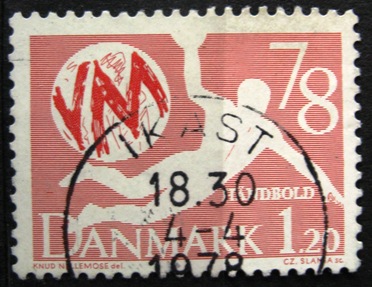 VM
78
IKAST
18.30
HÅNDBOLD
4-4
DANMARK 1.20
1978
KNUD NELLEMOSE del.
CZ. SLANIA sc.